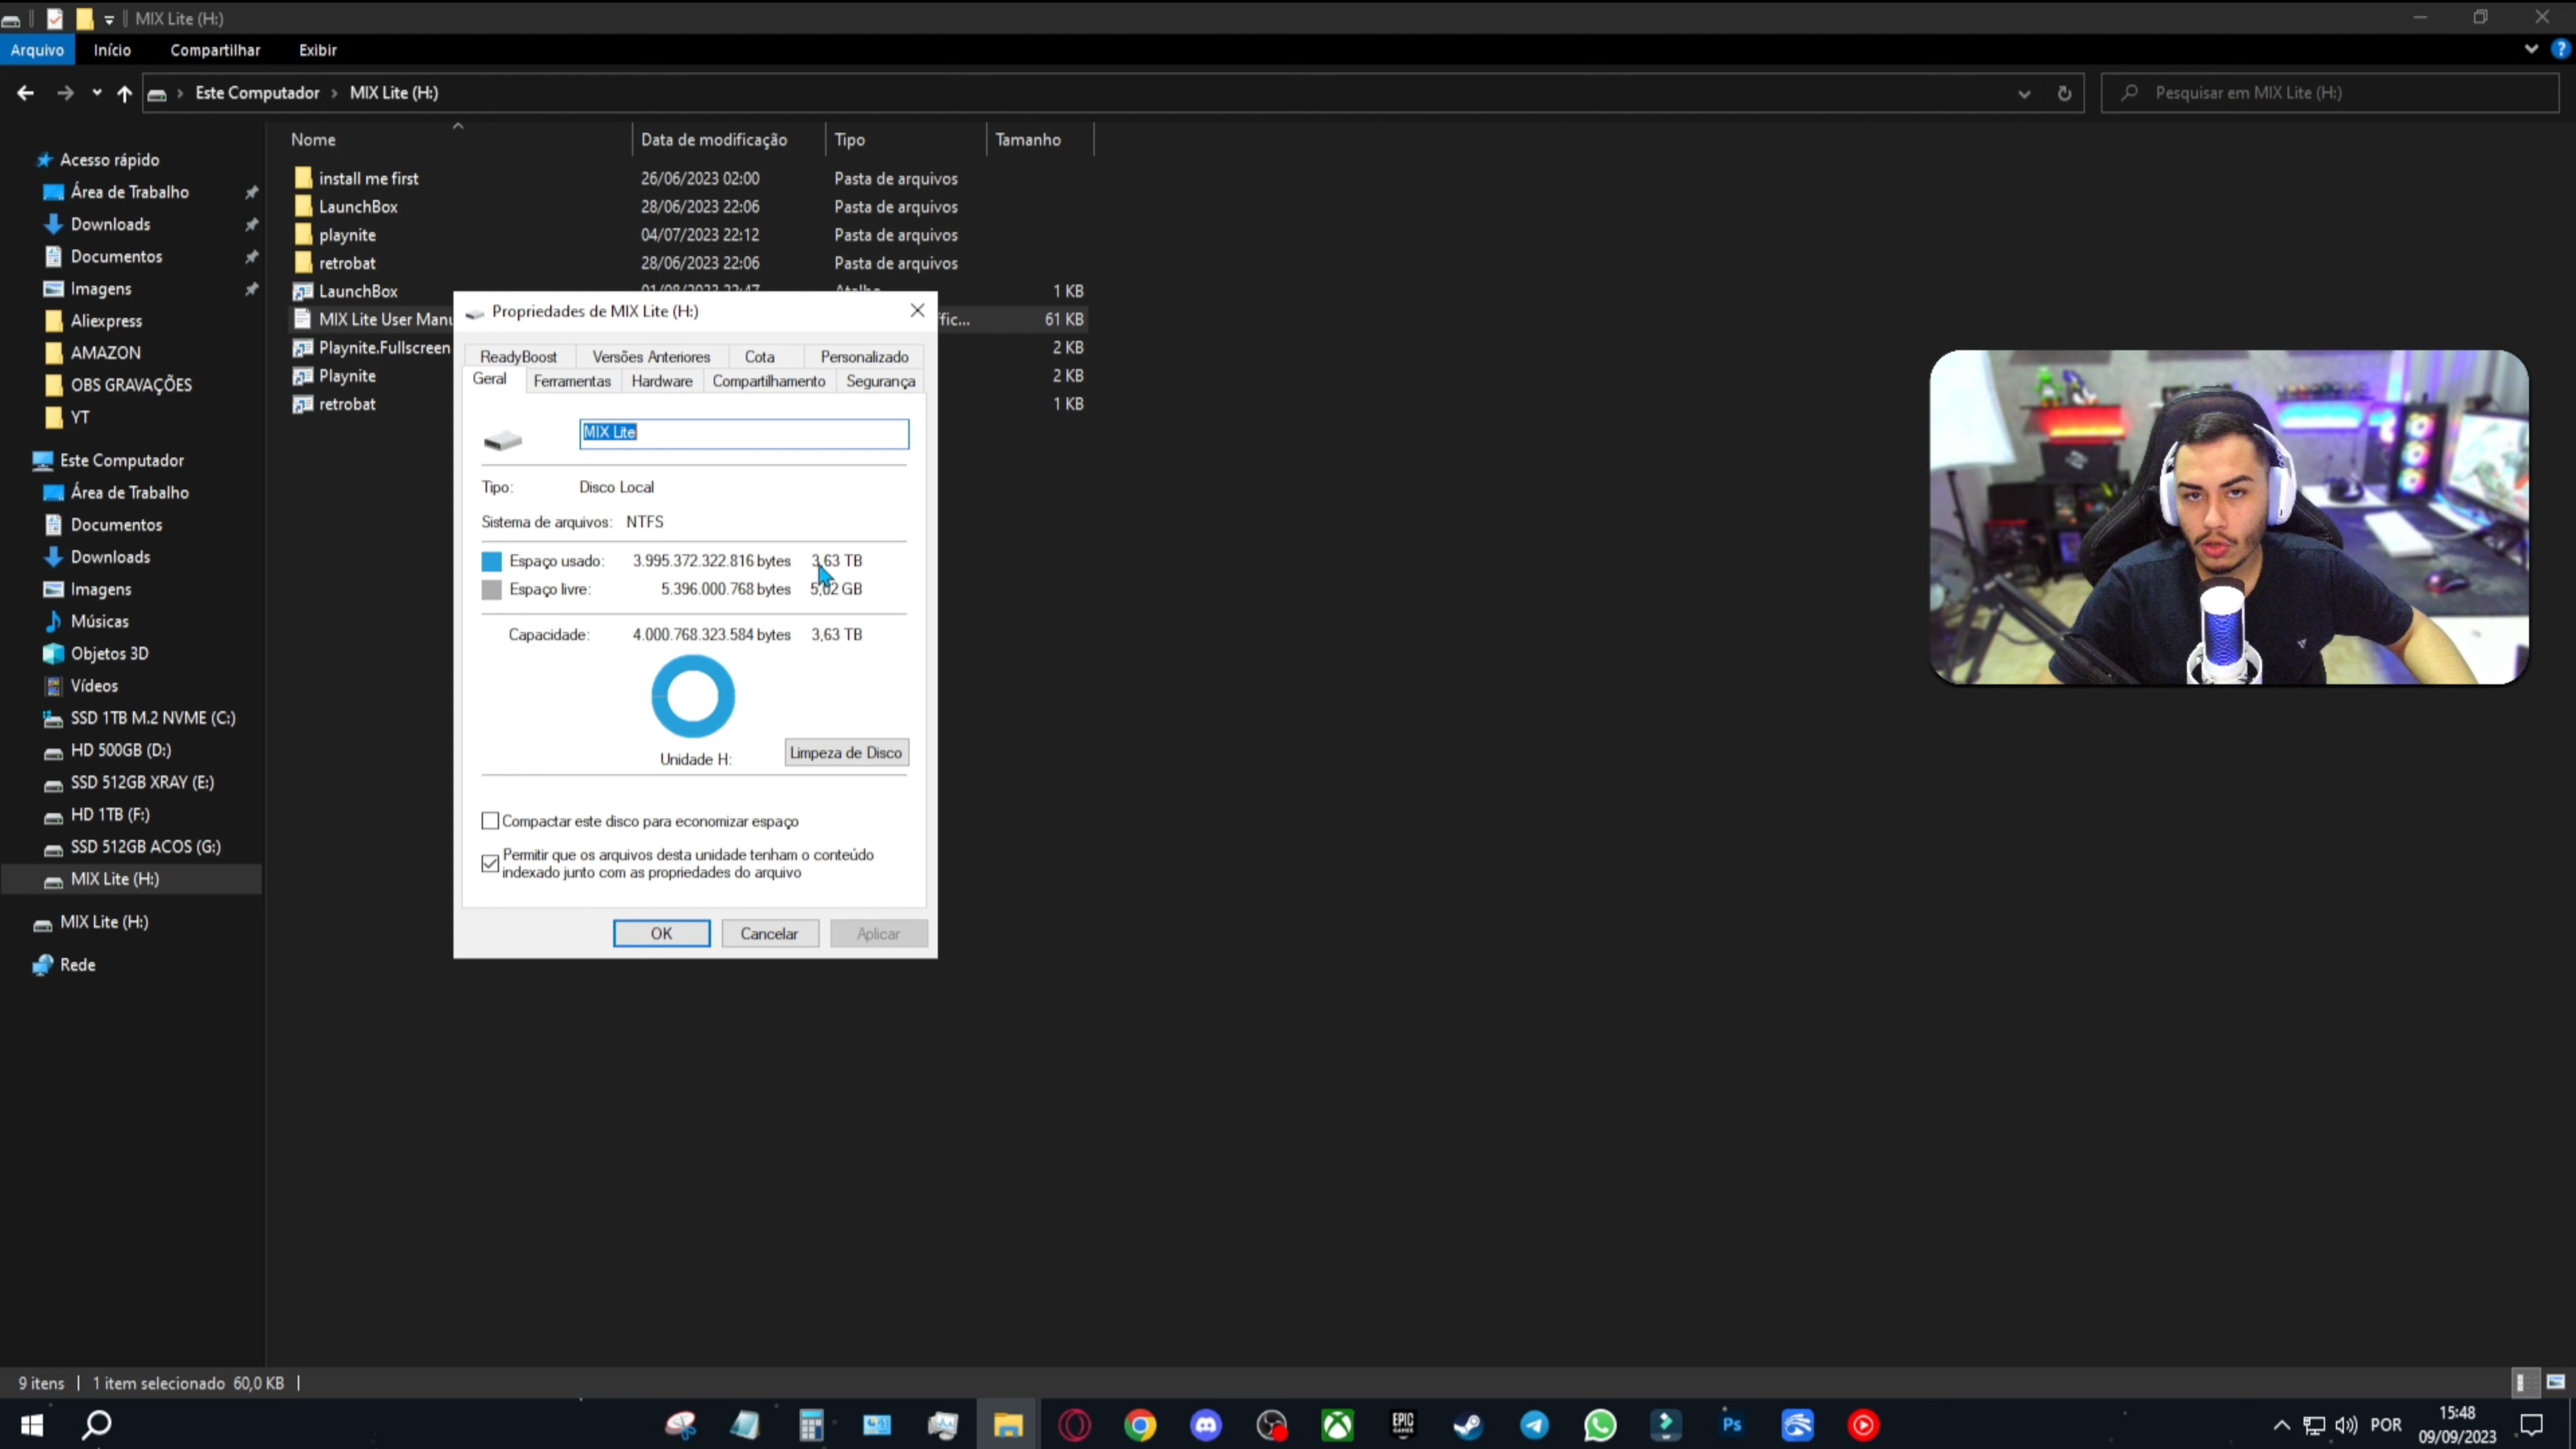 MIX Lite (H:)
Arquivo Início Compartilhar Exibir
Este Computador MIX Lite (H:)
Pesquisar em MIX Lite (H:)
Nome Data de modificação Tipo Tamanho
install me first 26/06/2023 02:00 Pasta de arquivos
LaunchBox 28/06/2023 22:06 Pasta de arquivos
playnite 04/07/2023 22:12 Pasta de arquivos
retrobat 28/06/2023 22:06 Pasta de arquivos
LaunchBox 01/08/2023 22:47 Atalho 1 KB
MIX Lite User Manu fic... 61 KB
Playnite.Fullscreen 2 KB
Playnite 2 KB
retrobat 1 KB
Acesso rápido
Área de Trabalho
Downloads
Documentos
Imagens
Aliexpress
AMAZON
OBS GRAVAÇÕES
YT
Este Computador
Área de Trabalho
Documentos
Downloads
Imagens
Músicas
Objetos 3D
Vídeos
SSD 1TB M.2 NVME (C:)
HD 500GB (D:)
SSD 512GB XRAY (E:)
HD 1TB (F:)
SSD 512GB ACOS (G:)
MIX Lite (H:)
MIX Lite (H:)
Rede
Propriedades de MIX Lite (H:)
ReadyBoost Versões Anteriores Cota Personalizado
Geral Ferramentas Hardware Compartilhamento Segurança
MIX Lite
Tipo: Disco Local
Sistema de arquivos: NTFS
Espaço usado: 3.995.372.322.816 bytes 3,63 TB
Espaço livre: 5.396.000.768 bytes 5,02 GB
Capacidade: 4.000.768.323.584 bytes 3,63 TB
Unidade H:
Limpeza de Disco
Compactar este disco para economizar espaço
Permitir que os arquivos desta unidade tenham o conteúdo
indexado junto com as propriedades do arquivo
OK Cancelar Aplicar
9 itens 1 item selecionado 60,0 KB
EPIC
GAMES
Ps
POR
15:48
09/09/2023